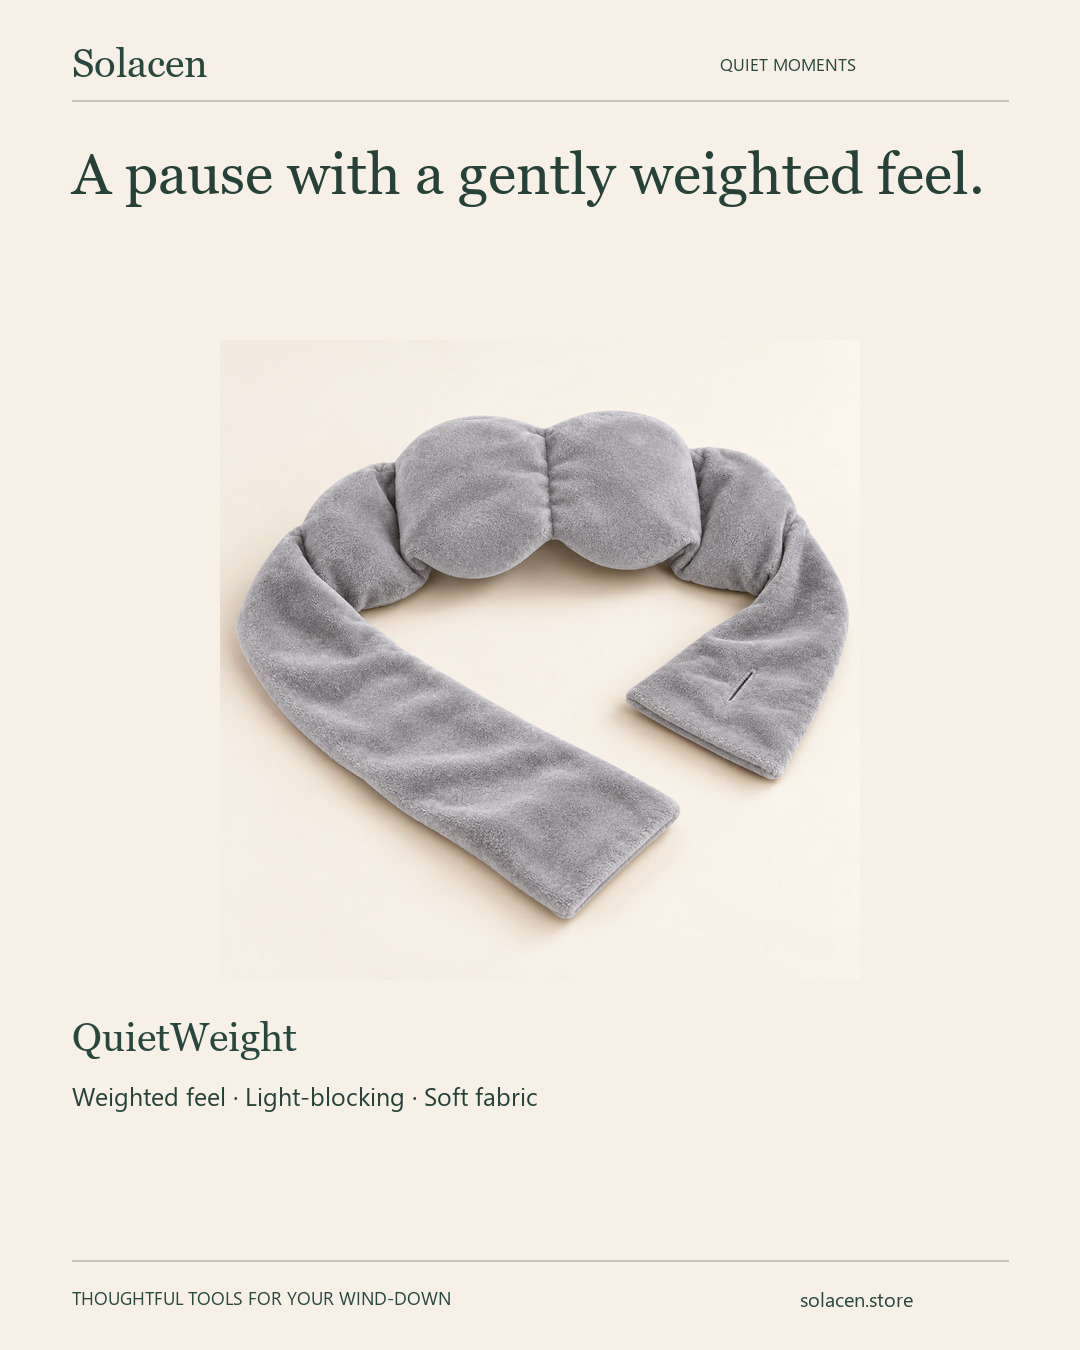 Solacen
QUIET MOMENTS
A pause with a gently weighted feel.
QuietWeight
Weighted feel · Light-blocking · Soft fabric
THOUGHTFUL TOOLS FOR YOUR WIND-DOWN
solacen.store